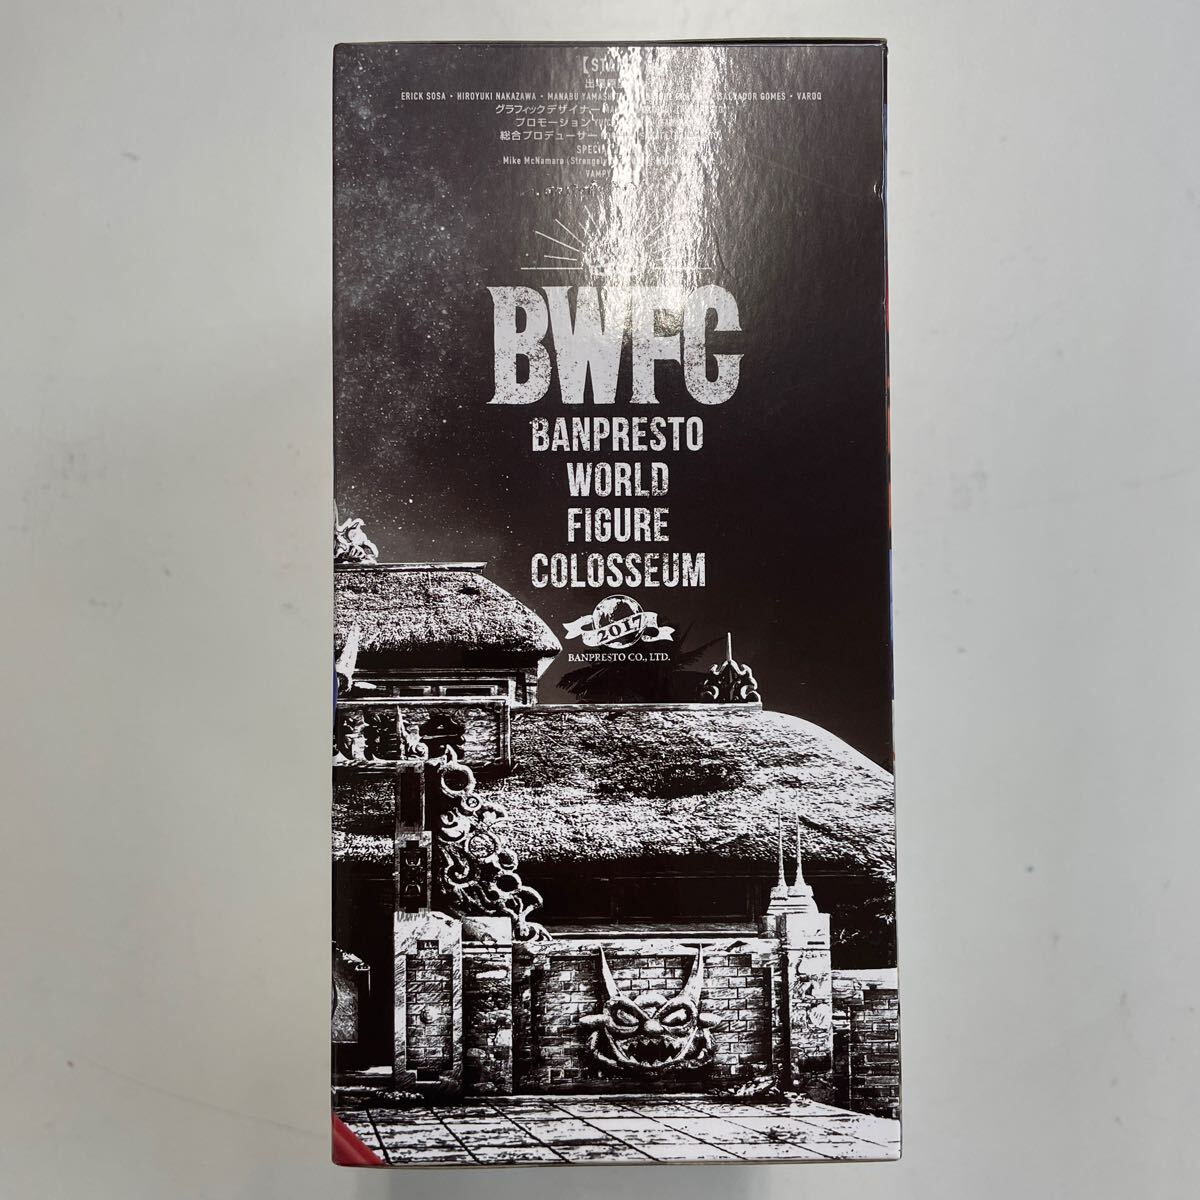 ERICK SOSA・HIROYUKI NAKAZAWA・MANABU GOMES・VAROQ
グラフィックデザイナー
プロモーション
総合プロデューサー
Mike McNamara
BWFC
BANPRESTO
WORLD
FIGURE
COLOSSEUM
2017
BANPRESTO CO., LTD.